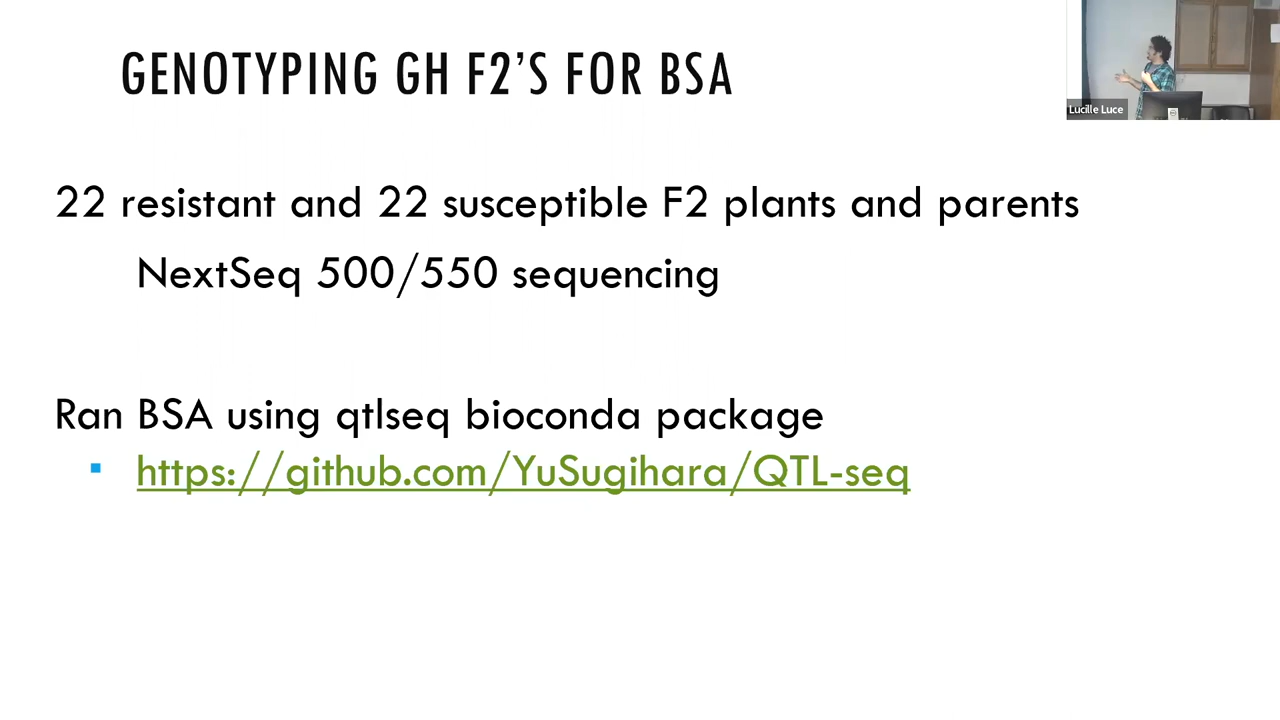 GENOTYPING GH F2'S FOR BSA
Lucille Luce
22 resistant and 22 susceptible F2 plants and parents
NextSeq 500/550 sequencing
Ran BSA using qtlseq bioconda package
▪ https://github.com/YuSugihara/QTL-seq